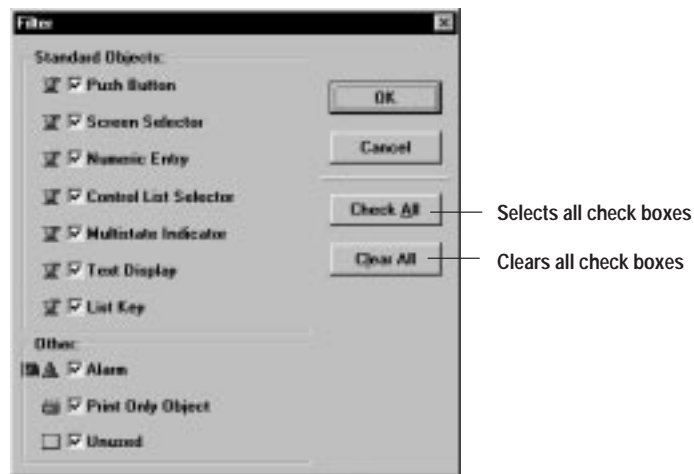 Filter
Standard Objects:
Push Button
Screen Selector
Numeric Entry
Control List Selector
Multistate Indicator
Text Display
List Key
Other:
Alarm
Print Only Object
Unused
OK
Cancel
Check All
Clear All
Selects all check boxes
Clears all check boxes